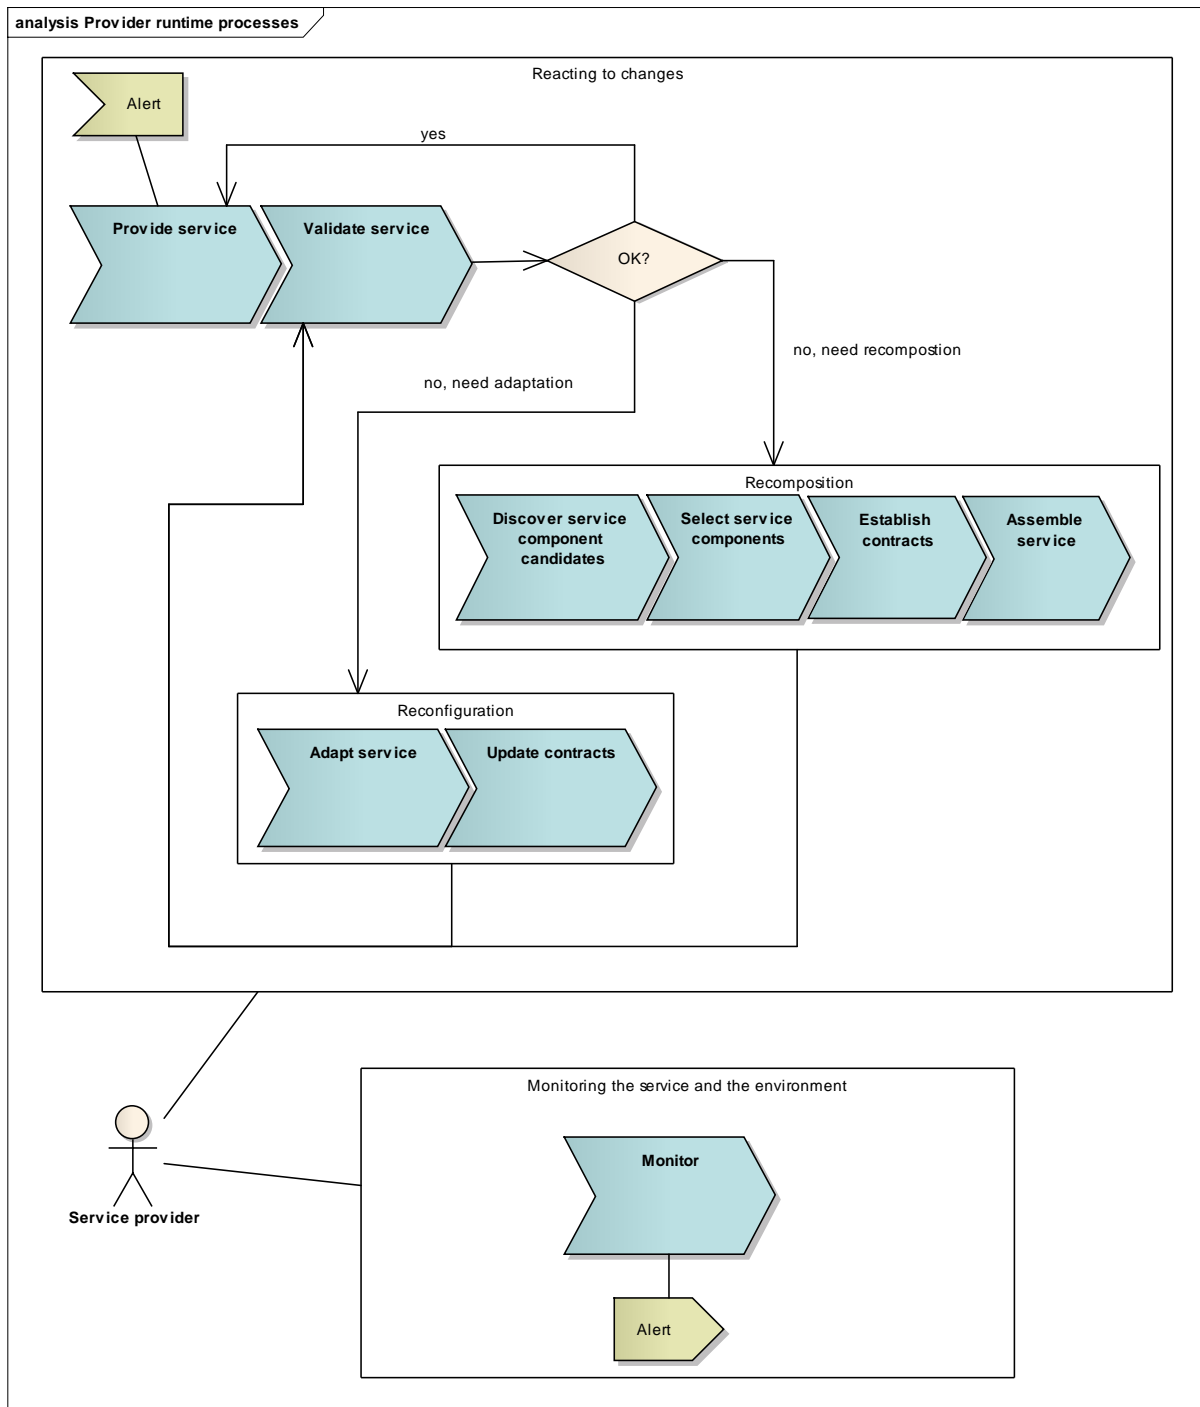 analysis Provider runtime processes
Reacting to changes
Alert
yes
Provide service
Validate service
OK?
no, need recompostion
no, need adaptation
Recomposition
Discover service
component
candidates
Select service
components
Establish
contracts
Assemble
service
Reconfiguration
Adapt service
Update contracts
Monitoring the service and the environment
Monitor
Service provider
Alert